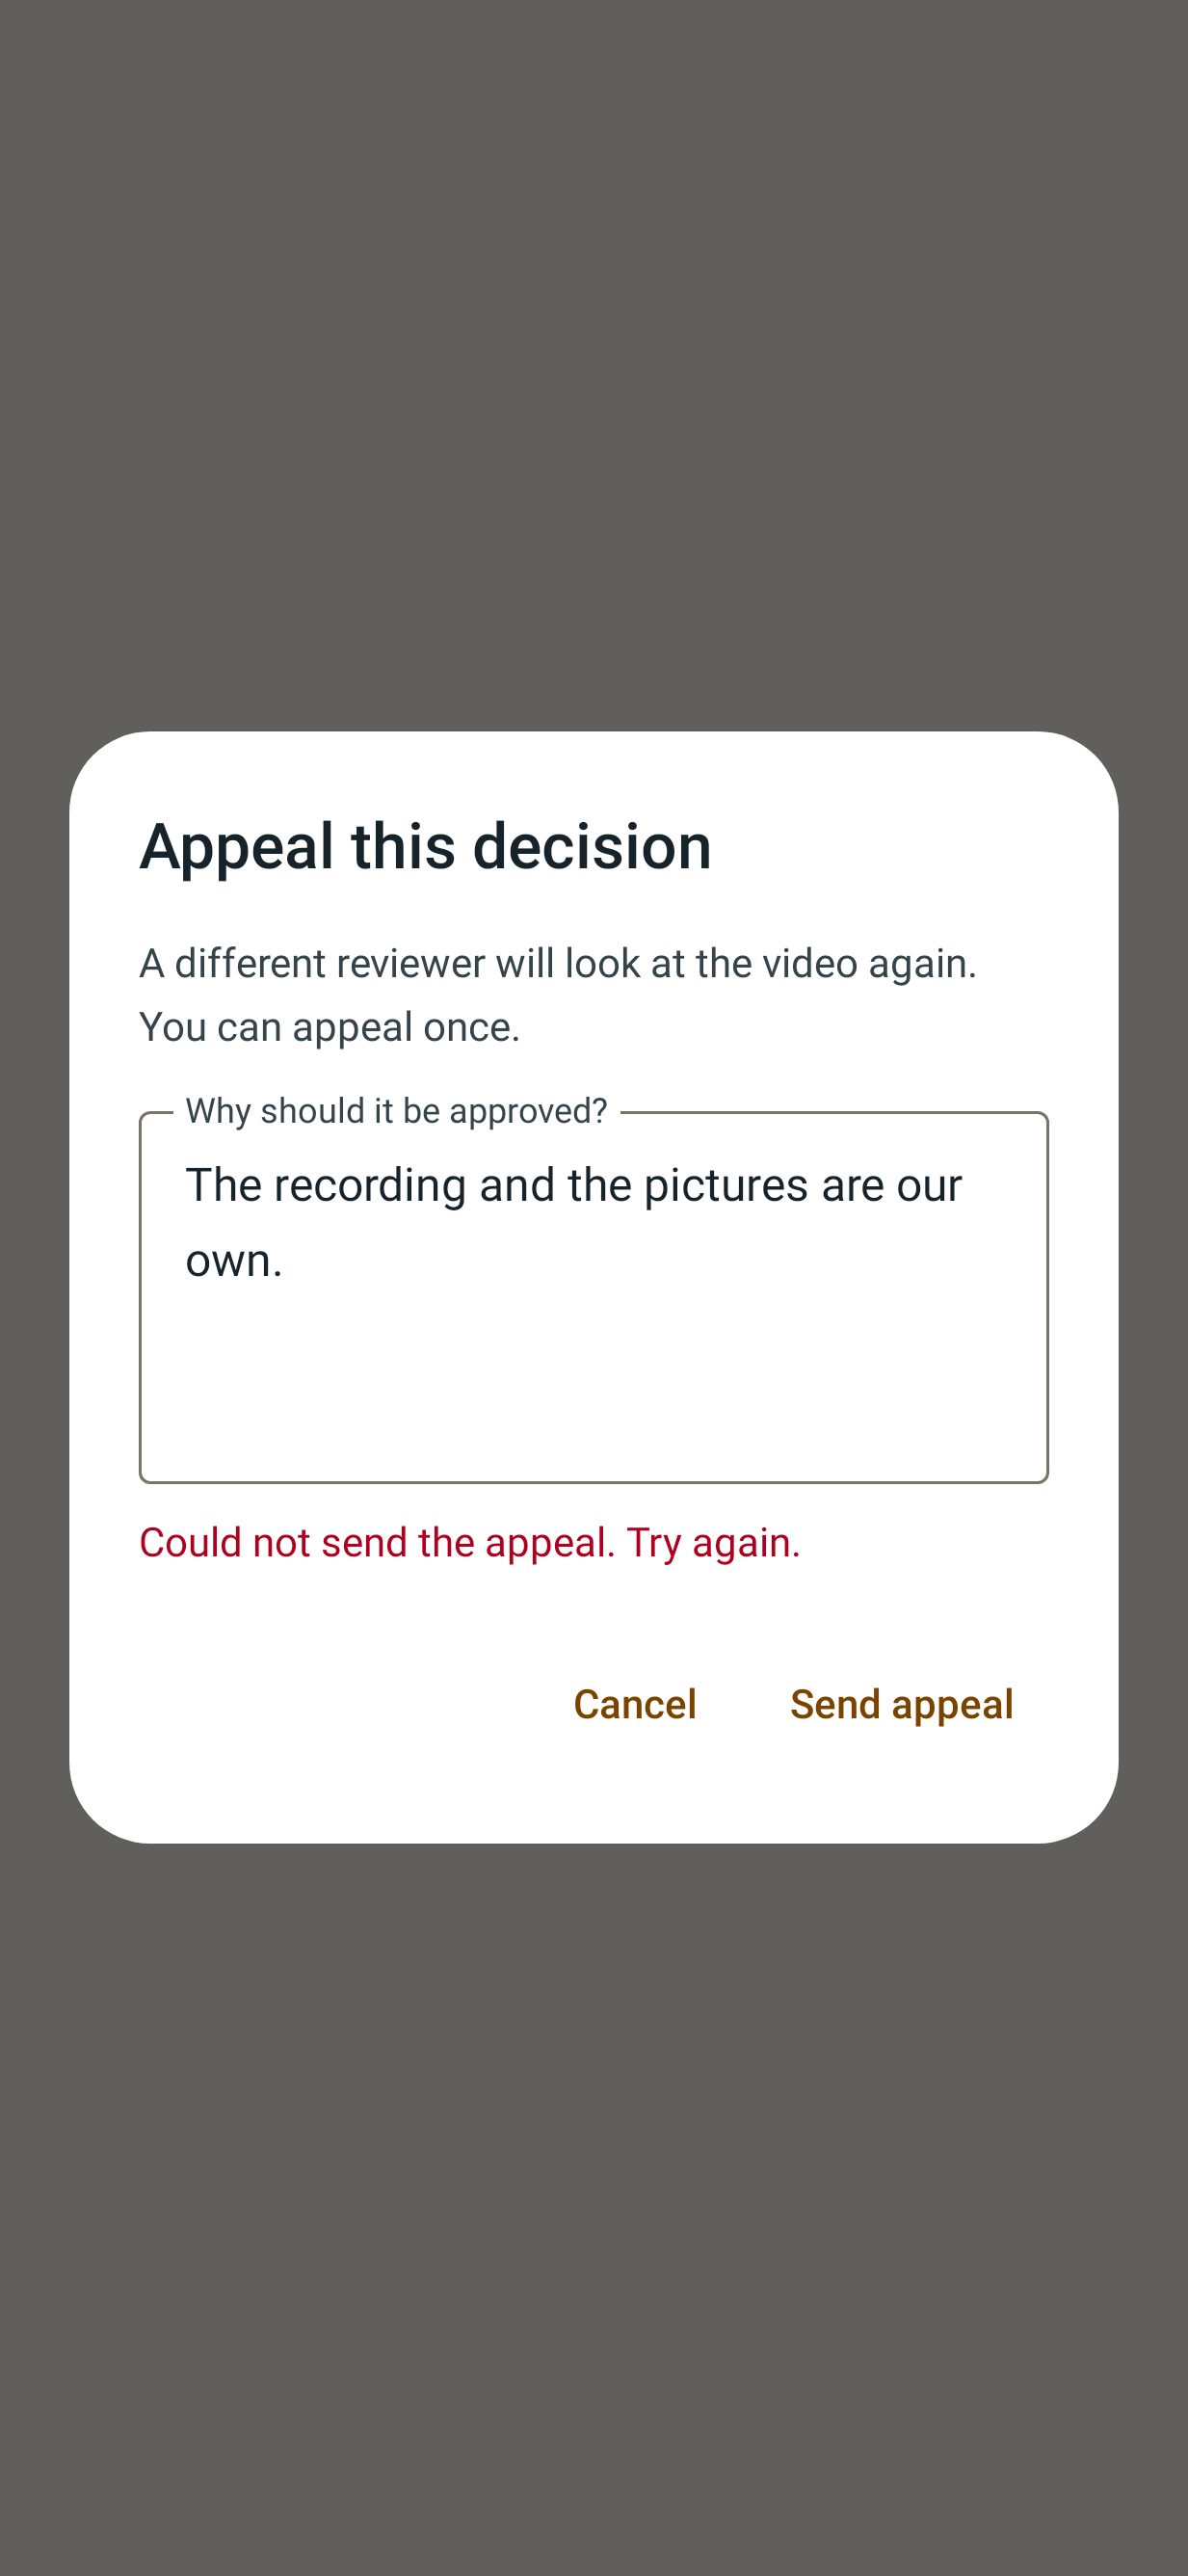 Appeal this decision
A different reviewer will look at the video again.
You can appeal once.
Why should it be approved?
The recording and the pictures are our
own.
Could not send the appeal. Try again.
Cancel Send appeal